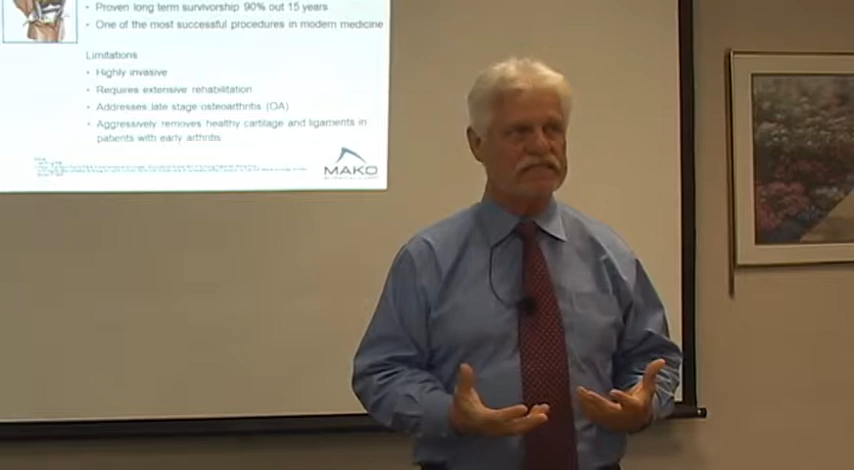 • Proven long term survivorship 90% out 15 years
• One of the most successful procedures in modern medicine
Limitations
• Highly invasive
• Requires extensive rehabilitation
• Addresses late stage osteoarthritis (OA)
• Aggressively removes healthy cartilage and ligaments in
patients with early arthritis
MAKO